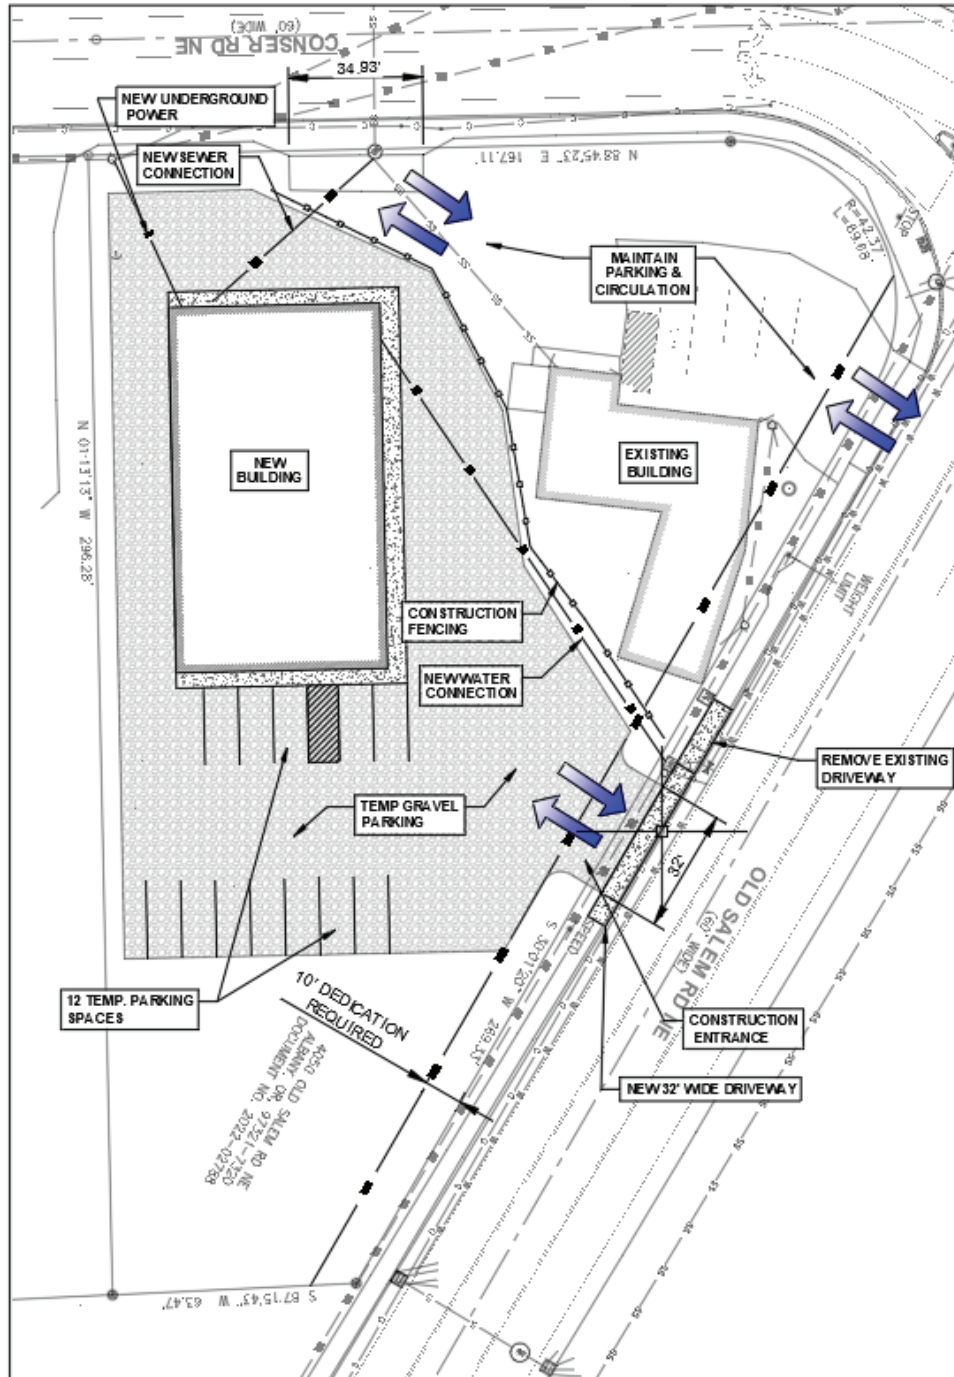 CONSER RD NE
(60' WIDE)
34.93'
NEW UNDERGROUND
POWER
NEW SEWER
CONNECTION
N 88°45'23" E 167.11'
R=42.37'
L=89.08'
MAINTAIN
PARKING &
CIRCULATION
N 01°13'13" W 296.28'
NEW
BUILDING
EXISTING
BUILDING
WEIGHT
LIMIT
CONSTRUCTION
FENCING
NEW WATER
CONNECTION
REMOVE EXISTING
DRIVEWAY
TEMP GRAVEL
PARKING
32'
OLD SALEM RD NE
(60' WIDE)
SPEED
S 30°01'20" W 269.33'
12 TEMP. PARKING
SPACES
10' DEDICATION
REQUIRED
CONSTRUCTION
ENTRANCE
NEW 32' WIDE DRIVEWAY
4050 OLD SALEM RD NE
ALBANY OR, 97321-7320
DOCUMENT NO. 2022-02788
S 87°15'43" W 63.47'